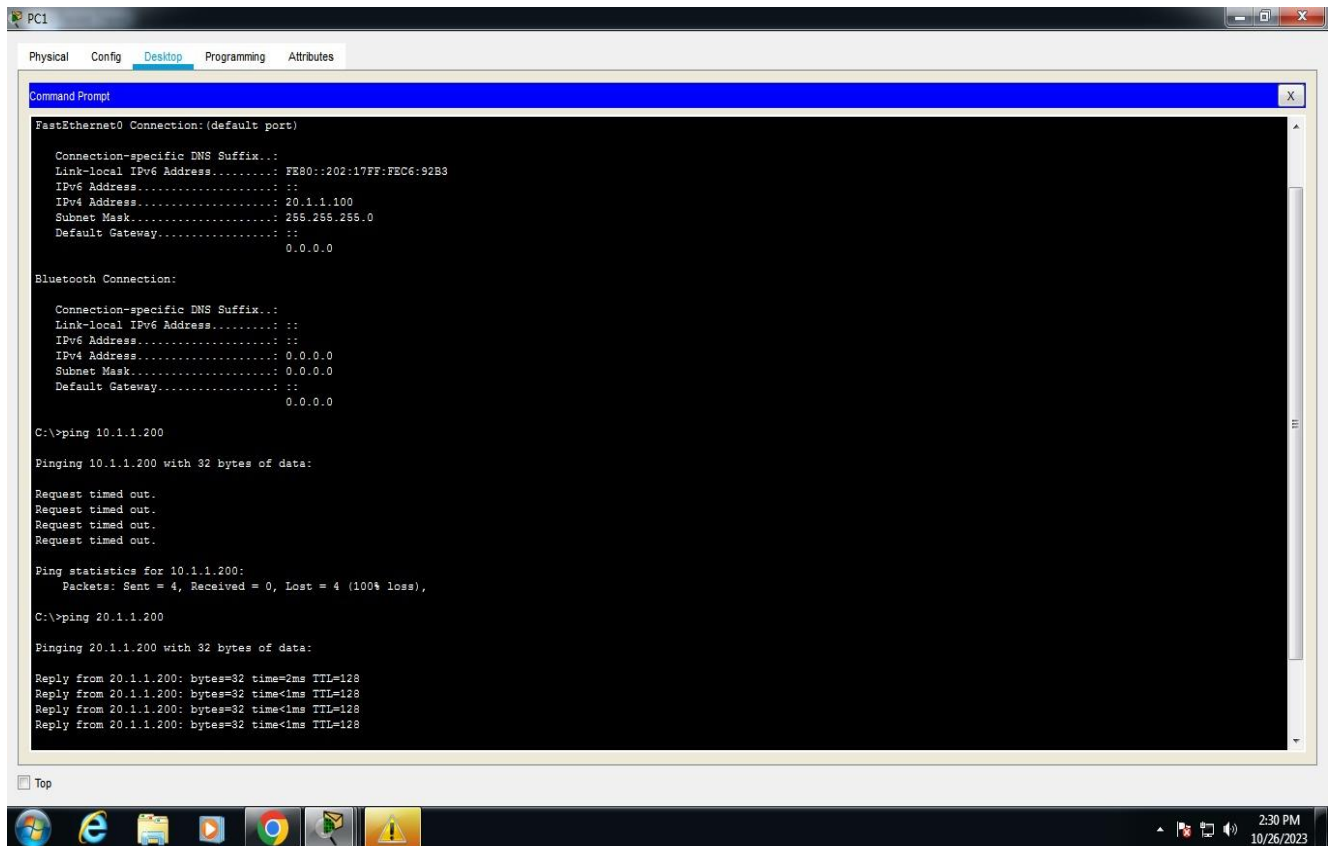 PC1
Physical Config Desktop Programming Attributes
Command Prompt
X
FastEthernet0 Connection:(default port)
Connection-specific DNS Suffix..:
Link-local IPv6 Address.........: FE80::202:17FF:FEC6:92B3
IPv6 Address....................: ::
IPv4 Address....................: 20.1.1.100
Subnet Mask.....................: 255.255.255.0
Default Gateway.................: ::
0.0.0.0
Bluetooth Connection:
Connection-specific DNS Suffix..:
Link-local IPv6 Address.........: ::
IPv6 Address....................: ::
IPv4 Address....................: 0.0.0.0
Subnet Mask.....................: 0.0.0.0
Default Gateway.................: ::
0.0.0.0
C:\>ping 10.1.1.200
Pinging 10.1.1.200 with 32 bytes of data:
Request timed out.
Request timed out.
Request timed out.
Request timed out.
Ping statistics for 10.1.1.200:
Packets: Sent = 4, Received = 0, Lost = 4 (100% loss),
C:\>ping 20.1.1.200
Pinging 20.1.1.200 with 32 bytes of data:
Reply from 20.1.1.200: bytes=32 time=2ms TTL=128
Reply from 20.1.1.200: bytes=32 time<1ms TTL=128
Reply from 20.1.1.200: bytes=32 time<1ms TTL=128
Reply from 20.1.1.200: bytes=32 time<1ms TTL=128
Top
2:30 PM
10/26/2023